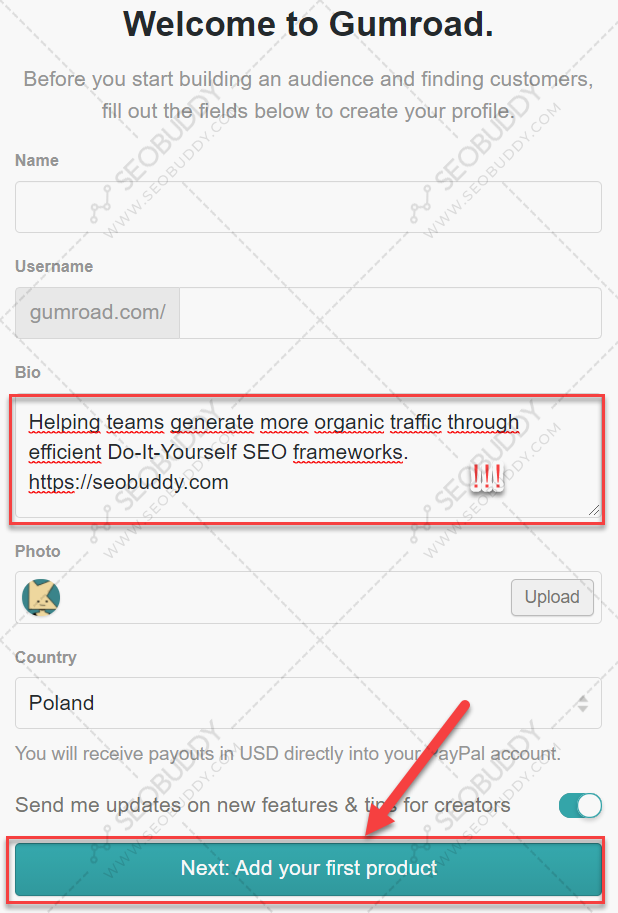 Welcome to Gumroad.
Before you start building an audience and finding customers,
fill out the fields below to create your profile.
Name
Username
gumroad.com/
Bio
Helping teams generate more organic traffic through
efficient Do-It-Yourself SEO frameworks.
https://seobuddy.com
!!!!
Photo
Upload
Country
Poland
You will receive payouts in USD directly into your PayPal account.
Send me updates on new features & tips for creators
Next: Add your first product
SEOBUDDY
WWW.SEOBUDDY.COM